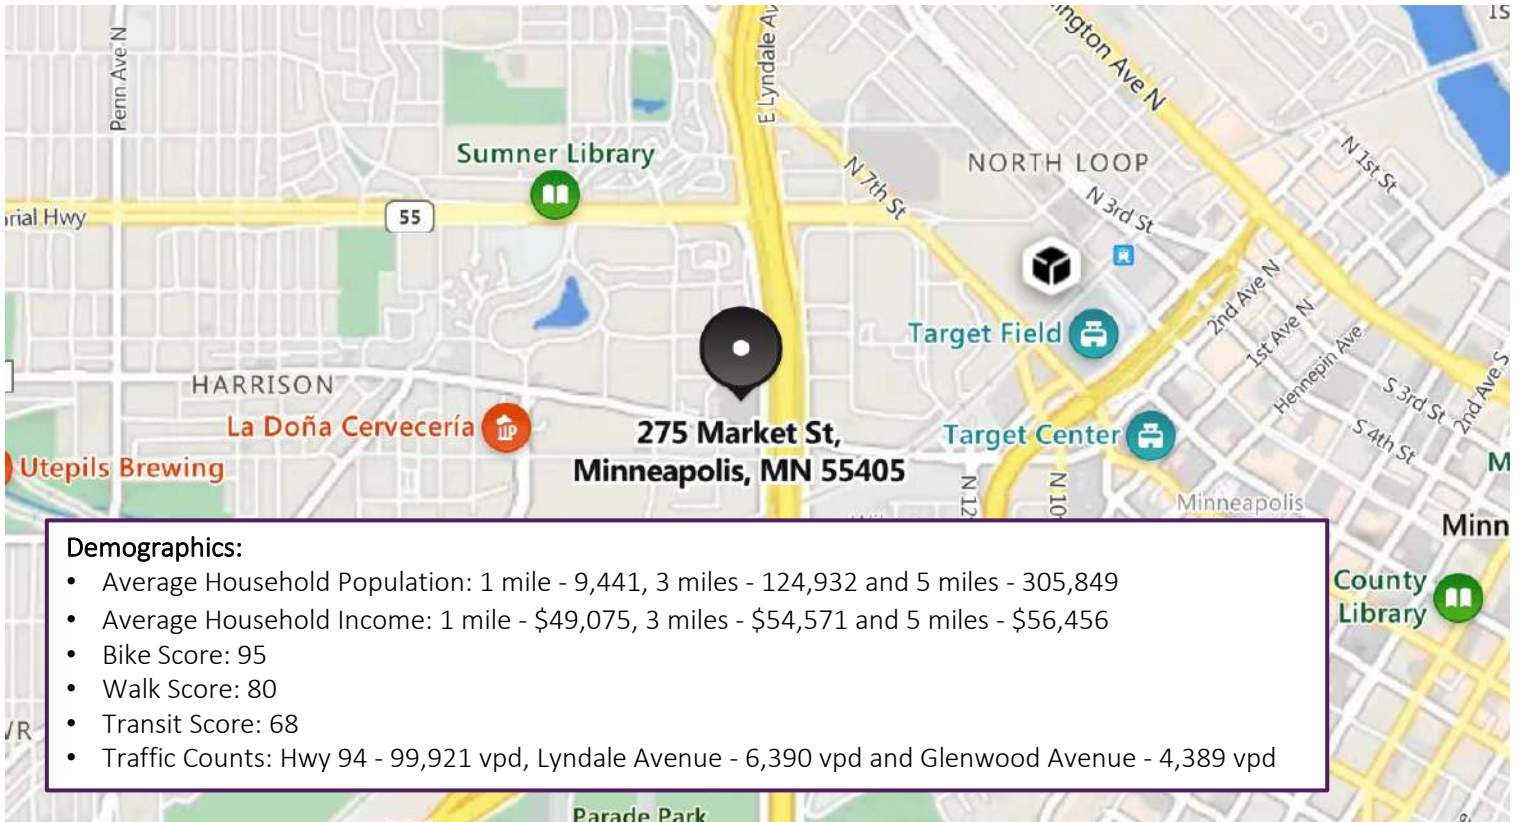 Penn Ave N
E Lyndale Av
ington Ave N
IS
Sumner Library
NORTH LOOP
N 7th St
N 1st St
N 3rd St
orial Hwy
55
2nd Ave N
1st Ave N
Hennepin Ave
Target Field
HARRISON
La Doña Cervecería
UP
275 Market St,
Minneapolis, MN 55405
Target Center
S 3rd St
2nd Ave S
S 4th St
Utepils Brewing
M
N 12
N 10
Minneapolis
Minn
Demographics:
• Average Household Population: 1 mile - 9,441, 3 miles - 124,932 and 5 miles - 305,849
• Average Household Income: 1 mile - $49,075, 3 miles - $54,571 and 5 miles - $56,456
• Bike Score: 95
• Walk Score: 80
• Transit Score: 68
• Traffic Counts: Hwy 94 - 99,921 vpd, Lyndale Avenue - 6,390 vpd and Glenwood Avenue - 4,389 vpd
County
Library
Parade Park